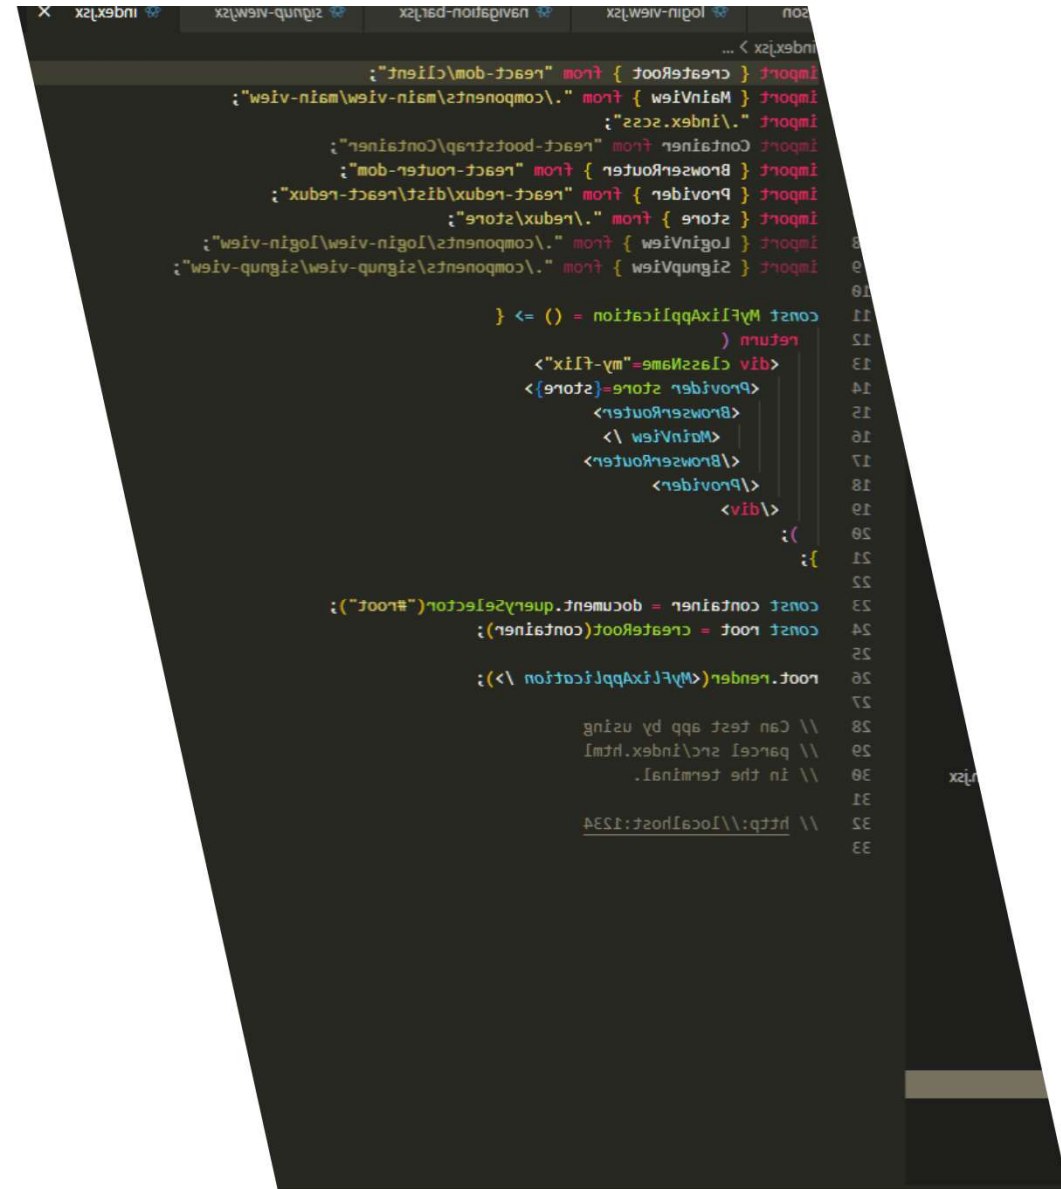 son login-view.jsx navigation-bar.jsx signup-view.jsx index.jsx ×
index.jsx > ...
import { createRoot } from "react-dom/client";
import { MainView } from "./components/main-view/main-view";
import "./index.scss";
import Container from "react-bootstrap/Container";
import { BrowserRouter } from "react-router-dom";
import { Provider } from "react-redux/dist/react-redux";
import { store } from "./redux/store";
8 import { LoginView } from "./components/login-view/login-view";
9 import { SignupView } from "./components/signup-view/signup-view";
10
11 const MyFlixApplication = () => {
12 return (
13 <div className="my-flix">
14 <Provider store={store}>
15 <BrowserRouter>
16 <MainView />
17 </BrowserRouter>
18 </Provider>
19 </div>
20 );
21 };
22
23 const container = document.querySelector("#root");
24 const root = createRoot(container);
25
26 root.render(<MyFlixApplication />);
27
28 // Can test app by using
29 // parcel src/index.html
30 // in the terminal.
31
32 // http://localhost:1234
33
.jsx